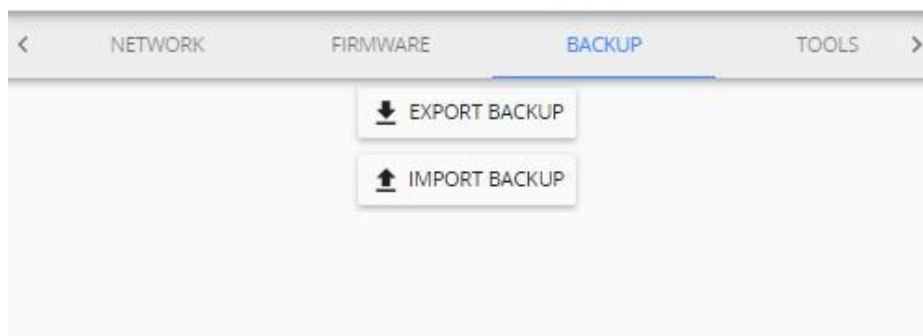 NETWORK FIRMWARE BACKUP TOOLS
EXPORT BACKUP
IMPORT BACKUP